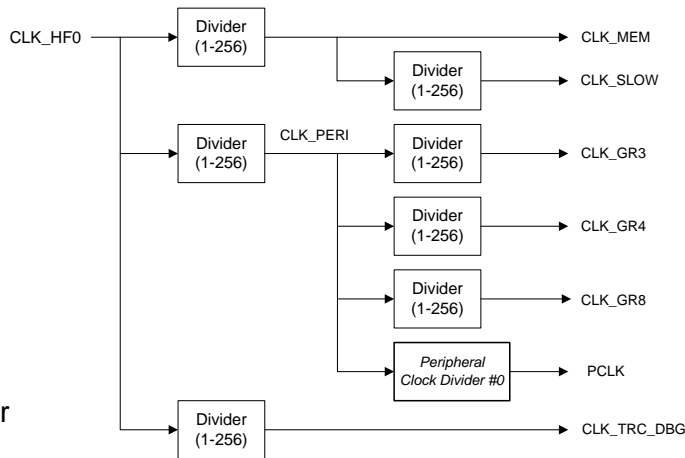 CLK_HF0
Divider
(1-256)
CLK_MEM
Divider
(1-256)
CLK_SLOW
Divider
(1-256)
CLK_PERI
Divider
(1-256)
CLK_GR3
Divider
(1-256)
CLK_GR4
Divider
(1-256)
CLK_GR8
Peripheral
Clock Divider #0
PCLK
r
Divider
(1-256)
CLK_TRC_DBG